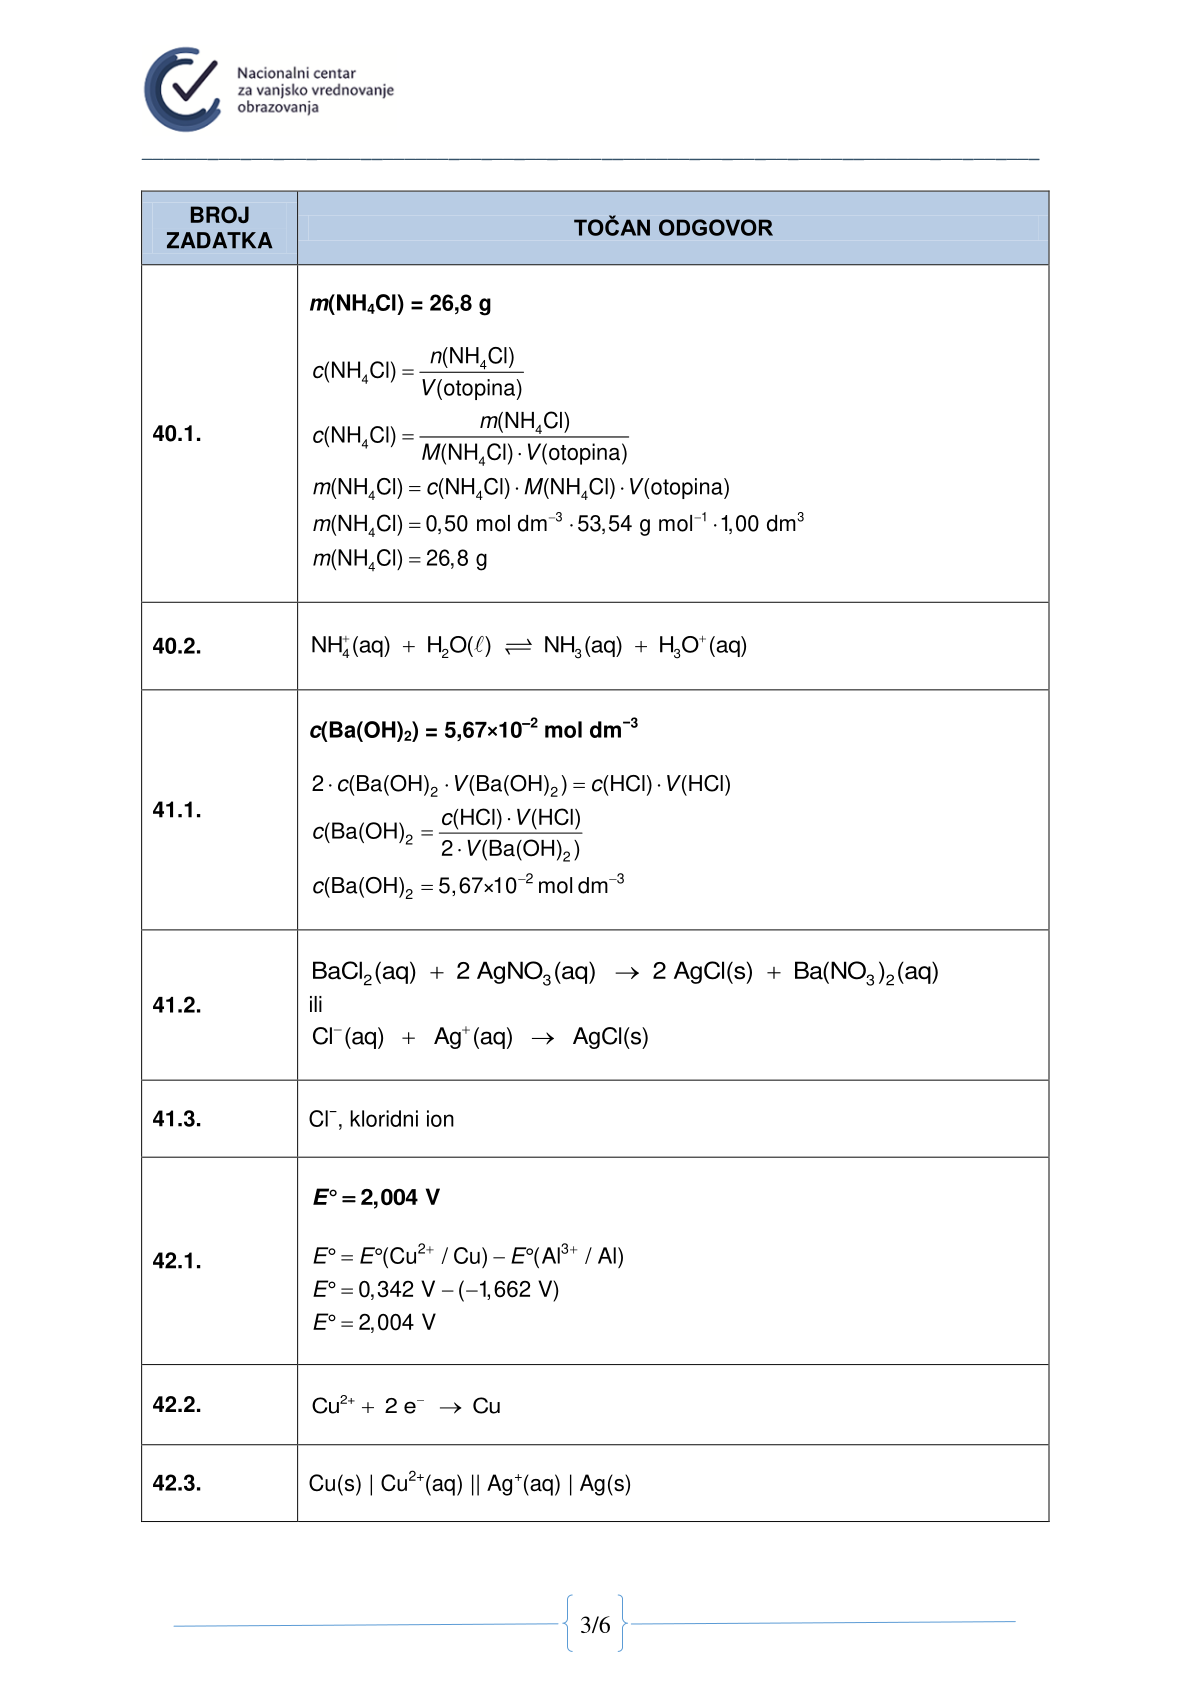 Nacionalni centar
za vanjsko vrednovanje
obrazovanja
BROJ
ZADATKA
TOČAN ODGOVOR
40.1.
m(NH₄Cl) = 26,8 g
c(NH₄Cl) = n(NH₄Cl) / V(otopina)
c(NH₄Cl) = m(NH₄Cl) / M(NH₄Cl) · V(otopina)
m(NH₄Cl) = c(NH₄Cl) · M(NH₄Cl) · V(otopina)
m(NH₄Cl) = 0,50 mol dm⁻³ · 53,54 g mol⁻¹ · 1,00 dm³
m(NH₄Cl) = 26,8 g
40.2.
NH₄⁺(aq) + H₂O(ℓ) ⇌ NH₃(aq) + H₃O⁺(aq)
41.1.
c(Ba(OH)₂) = 5,67×10⁻² mol dm⁻³
2 · c(Ba(OH)₂ · V(Ba(OH)₂) = c(HCl) · V(HCl)
c(Ba(OH)₂ = c(HCl) · V(HCl) / 2 · V(Ba(OH)₂)
c(Ba(OH)₂ = 5,67×10⁻² mol dm⁻³
41.2.
BaCl₂(aq) + 2 AgNO₃(aq) → 2 AgCl(s) + Ba(NO₃)₂(aq)
ili
Cl⁻(aq) + Ag⁺(aq) → AgCl(s)
41.3.
Cl⁻, kloridni ion
42.1.
E° = 2,004 V
E° = E°(Cu²⁺ / Cu) − E°(Al³⁺ / Al)
E° = 0,342 V − (−1,662 V)
E° = 2,004 V
42.2.
Cu²⁺ + 2 e⁻ → Cu
42.3.
Cu(s) | Cu²⁺(aq) || Ag⁺(aq) | Ag(s)
3/6